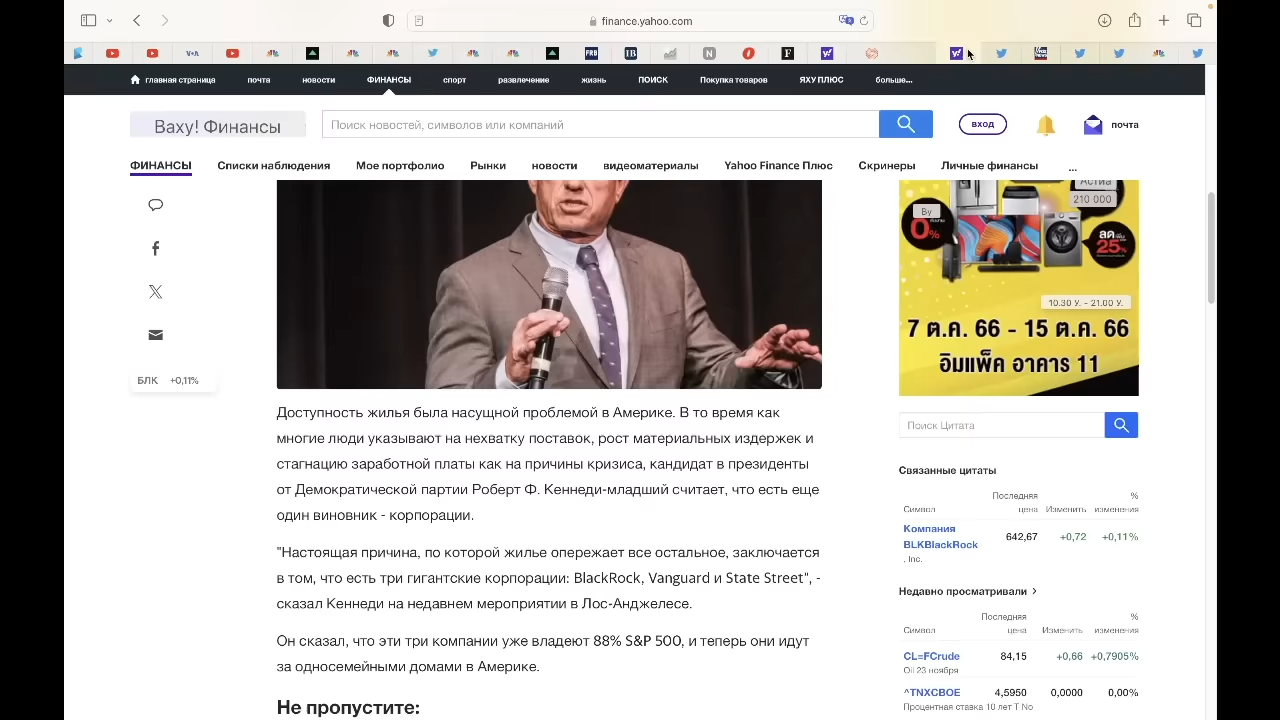 finance.yahoo.com
главная страница почта новости ФИНАНСЫ спорт развлечение жизнь ПОИСК Покупка товаров ЯХУ ПЛЮС больше...
Ваху! Финансы
Поиск новостей, символов или компаний
вход
почта
ФИНАНСЫ Списки наблюдения Мое портфолио Рынки новости видеоматериалы Yahoo Finance Плюс Скринеры Личные финансы ...
БЛК +0,11%
Доступность жилья была насущной проблемой в Америке. В то время как
многие люди указывают на нехватку поставок, рост материальных издержек и
стагнацию заработной платы как на причины кризиса, кандидат в президенты
от Демократической партии Роберт Ф. Кеннеди-младший считает, что есть еще
один виновник - корпорации.
"Настоящая причина, по которой жилье опережает все остальное, заключается
в том, что есть три гигантские корпорации: BlackRock, Vanguard и State Street", -
сказал Кеннеди на недавнем мероприятии в Лос-Анджелесе.
Он сказал, что эти три компании уже владеют 88% S&P 500, и теперь они идут
за односемейными домами в Америке.
Не пропустите:
210 000
By
0%
ลด
25%
10.30 У. - 21.00 У.
7 ต.ค. 66 - 15 ต.ค. 66
อิมแพ็ค อาคาร 11
Поиск Цитата
Связанные цитаты
Последняя %
Символ цена Изменить изменения
Компания
BLKBlackRock 642,67 +0,72 +0,11%
, Inc.
Недавно просматривали
Последняя %
Символ цена Изменить изменения
CL=FCrude 84,15 +0,66 +0,7905%
Oil 23 ноября
^TNXCBOE 4,5950 0,0000 0,00%
Процентная ставка 10 лет T No